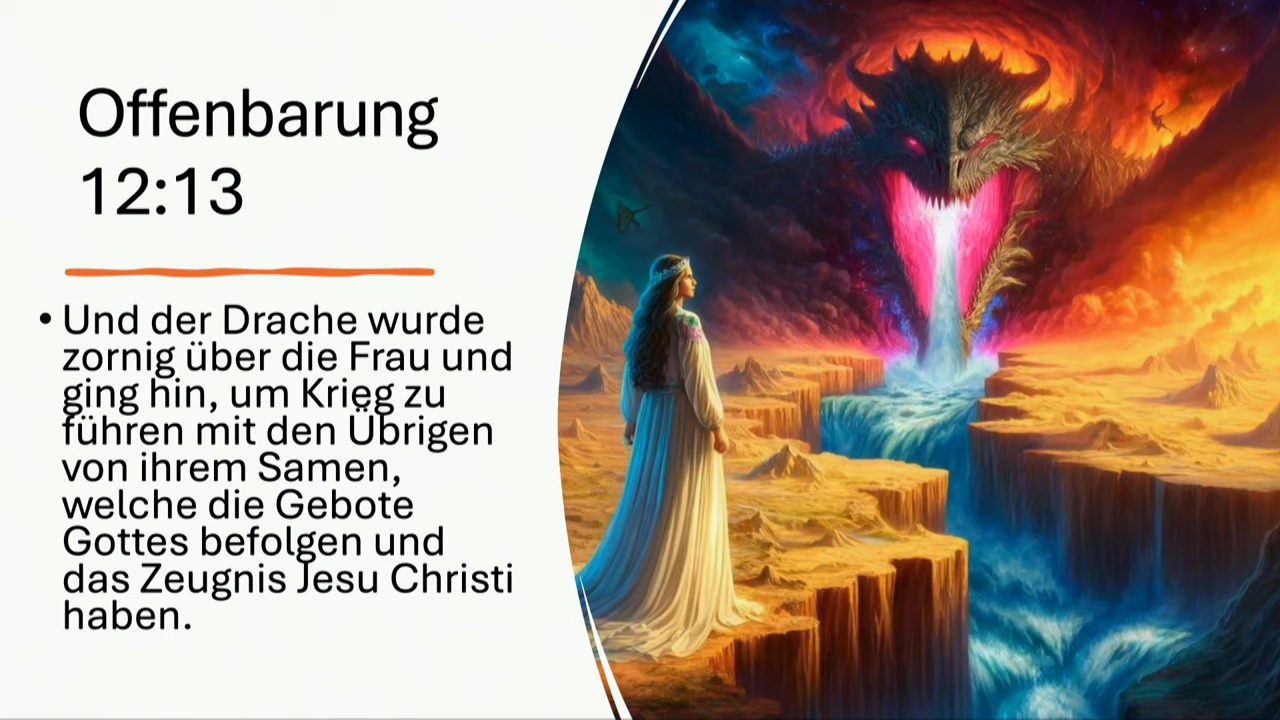 Offenbarung
12:13
• Und der Drache wurde
zornig über die Frau und
ging hin, um Krieg zu
führen mit den Übrigen
von ihrem Samen,
welche die Gebote
Gottes befolgen und
das Zeugnis Jesu Christi
haben.